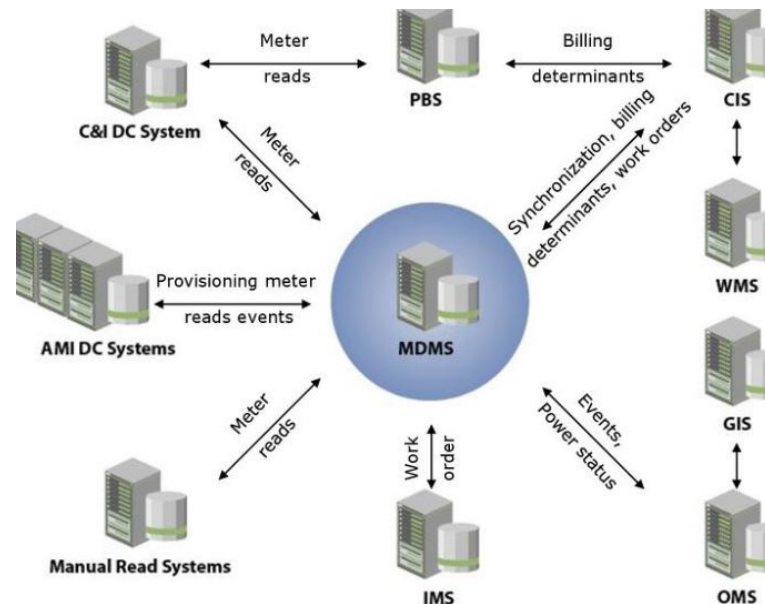 Meter
reads
Billing
determinants
PBS
CIS
C&I DC System
Meter
reads
Synchronization, billing
determinants, work orders
WMS
Provisioning meter
reads events
AMI DC Systems
MDMS
GIS
Meter
reads
Work
order
Events,
Power status
Manual Read Systems
IMS
OMS